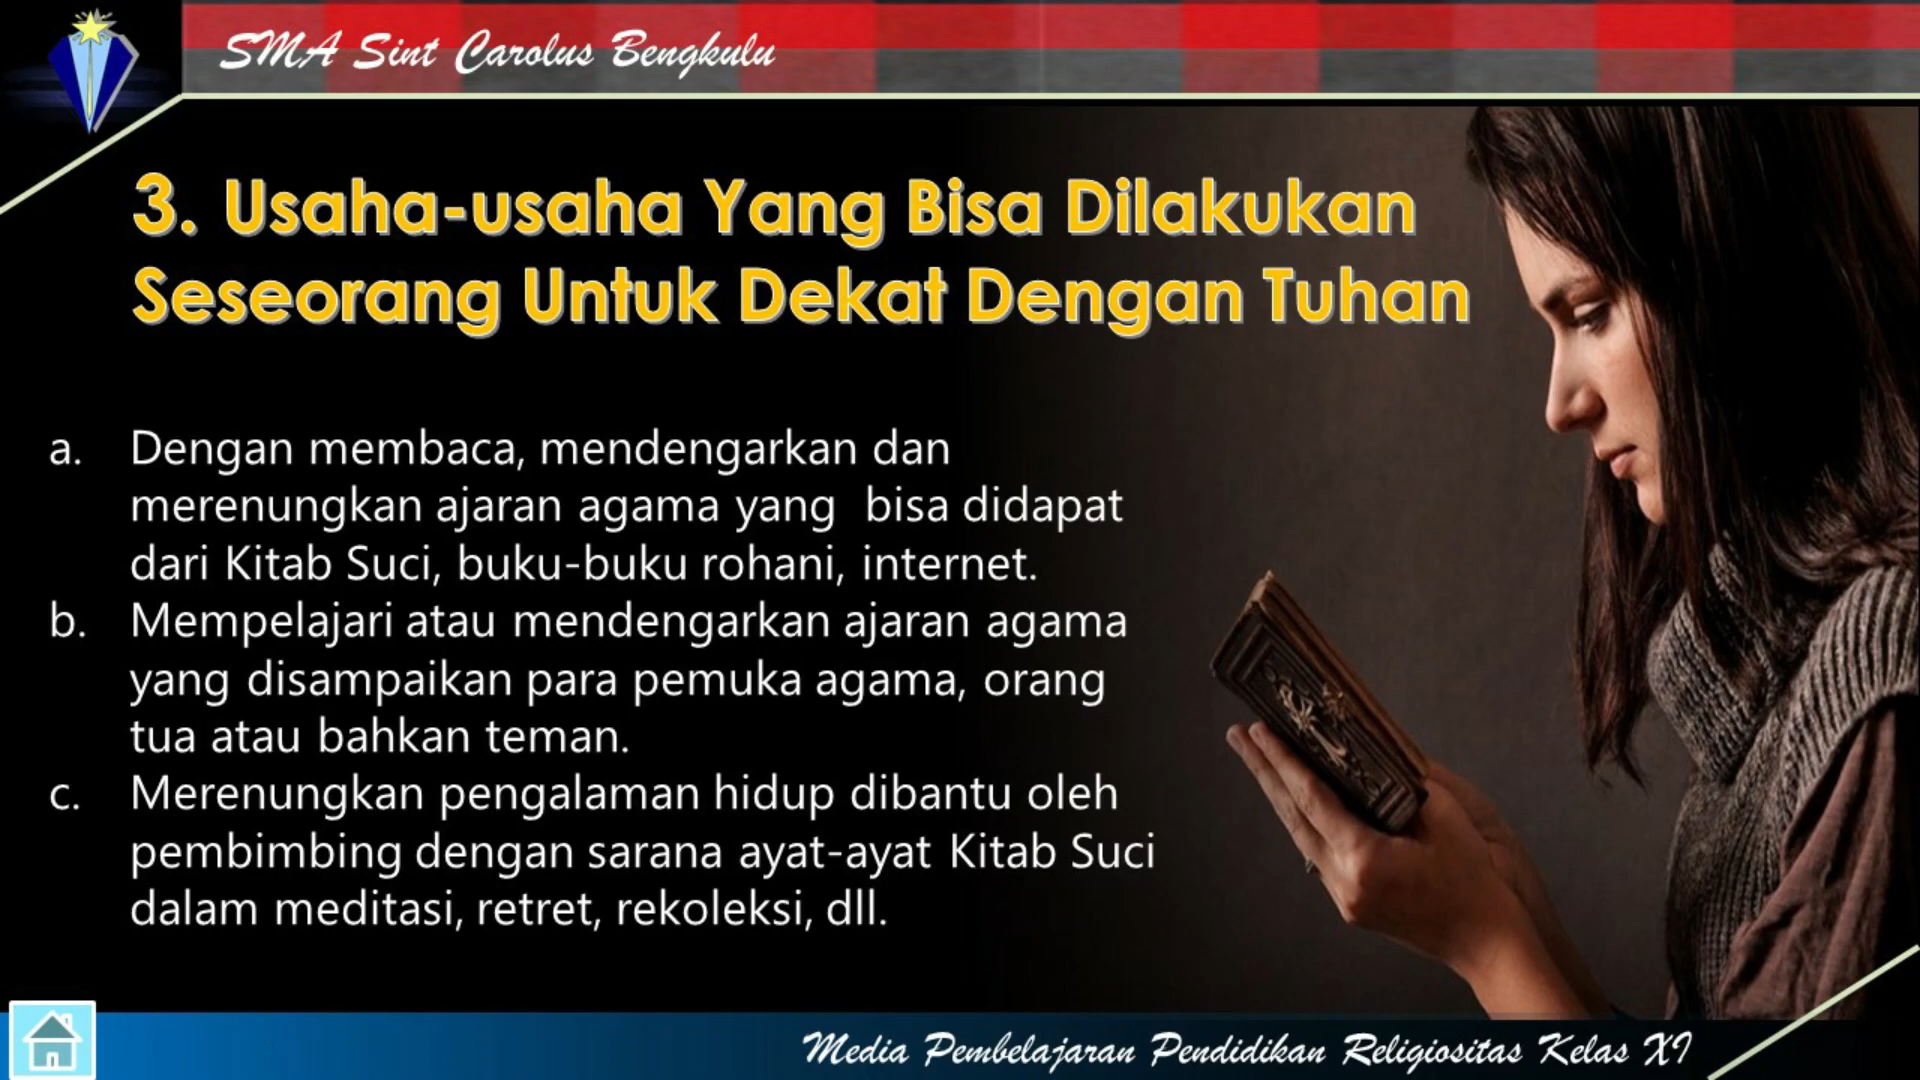 SMA Sint Carolus Bengkulu
3. Usaha-usaha Yang Bisa Dilakukan
Seseorang Untuk Dekat Dengan Tuhan
a. Dengan membaca, mendengarkan dan
merenungkan ajaran agama yang bisa didapat
dari Kitab Suci, buku-buku rohani, internet.
b. Mempelajari atau mendengarkan ajaran agama
yang disampaikan para pemuka agama, orang
tua atau bahkan teman.
c. Merenungkan pengalaman hidup dibantu oleh
pembimbing dengan sarana ayat-ayat Kitab Suci
dalam meditasi, retret, rekoleksi, dll.
Media Pembelajaran Pendidikan Religiositas Kelas XI